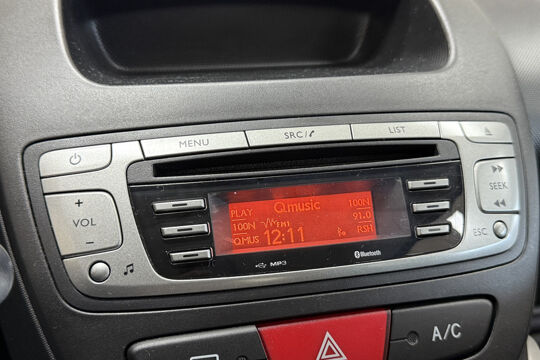 MENU
SRC/
LIST
+
VOL
−
SEEK
ESC
PLAY Qmusic 100N
100N FM1 91.0
QMUS 12:11 RSH
MP3
Bluetooth
A/C